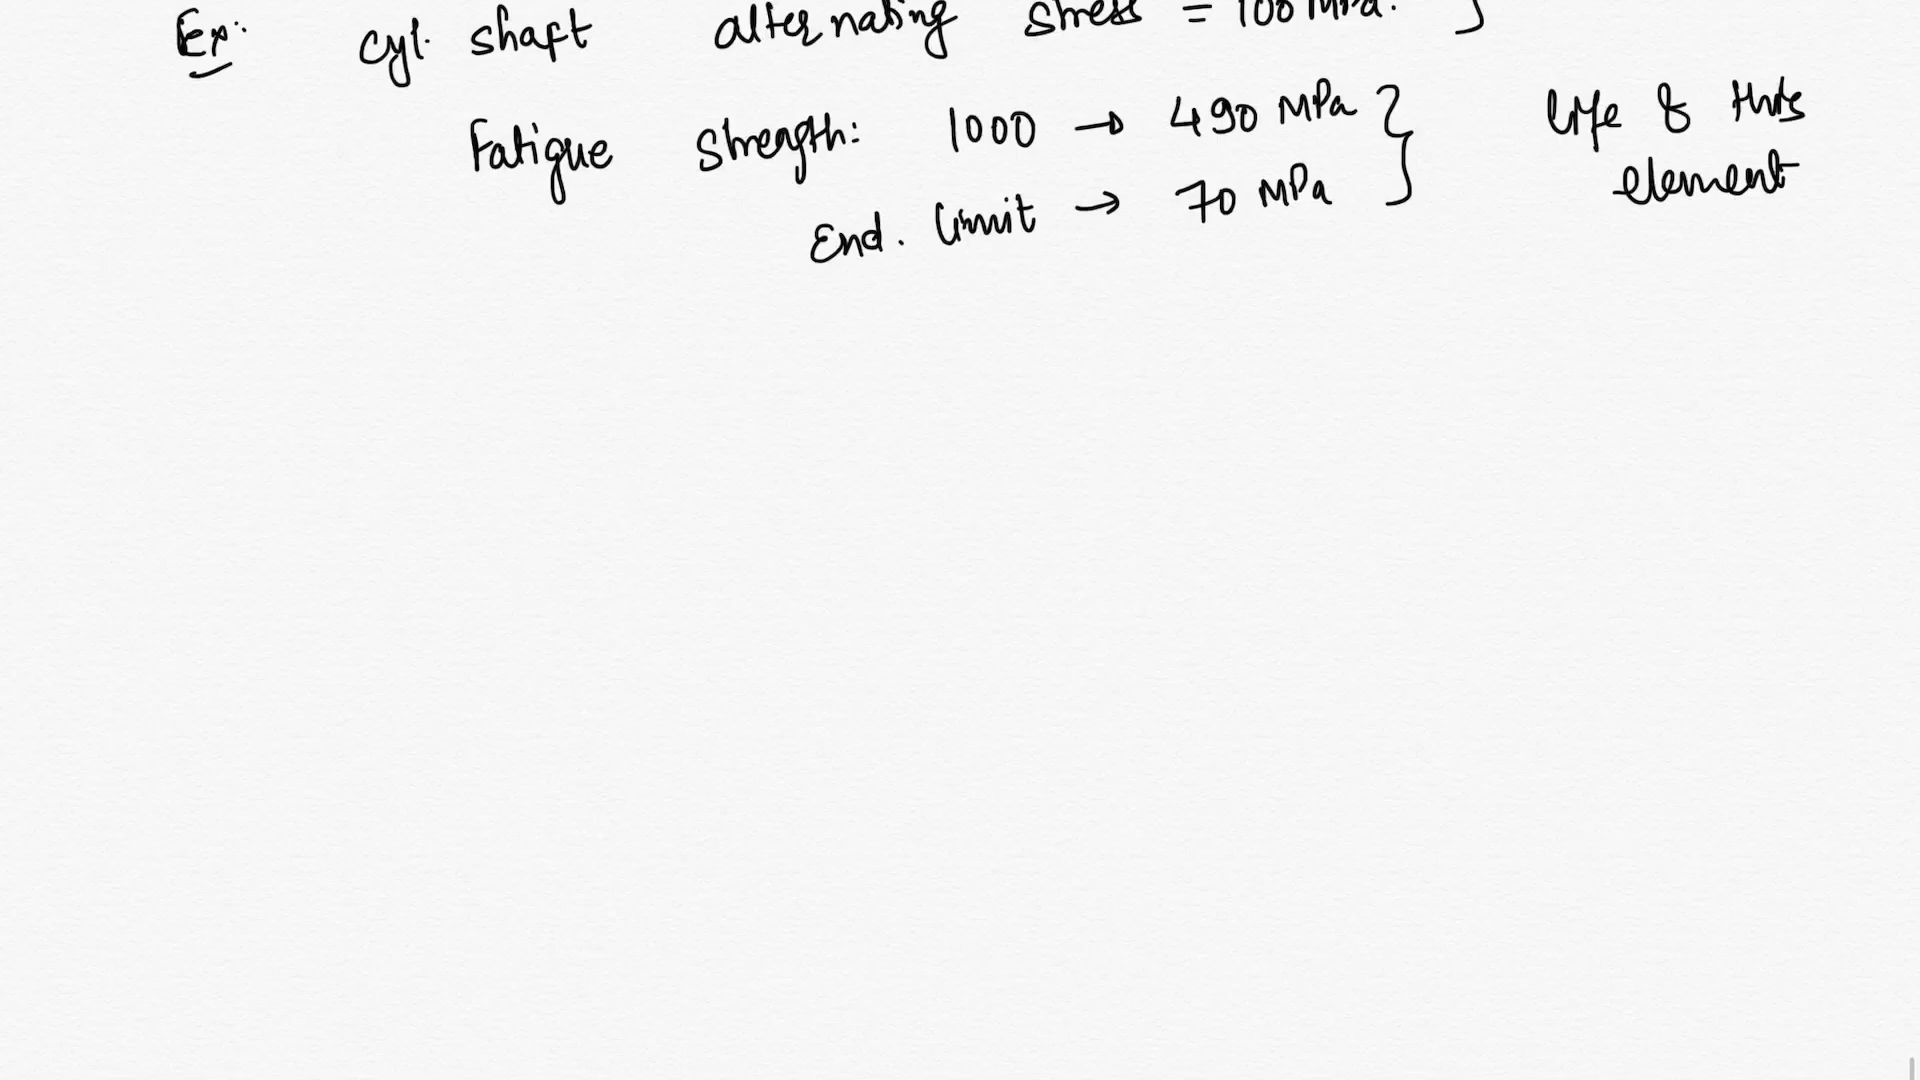 Ex: cyl. shaft alternating stress = 100 MPa. }
Fatigue Strength: 1000 → 490 MPa } life of this
End. limit → 70 MPa element